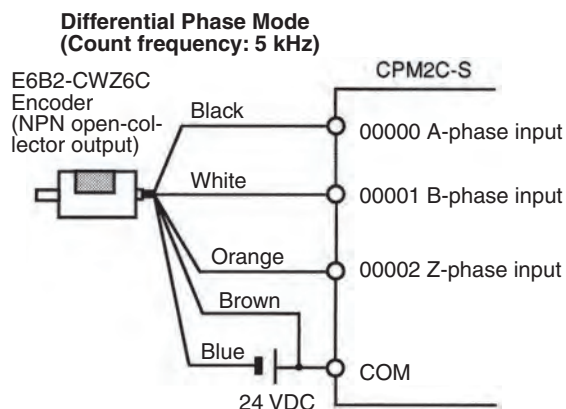 Differential Phase Mode
(Count frequency: 5 kHz)
E6B2-CWZ6C
Encoder
(NPN open-col-
lector output)
CPM2C-S
Black
00000 A-phase input
White
00001 B-phase input
Orange
00002 Z-phase input
Brown
Blue
COM
24 VDC